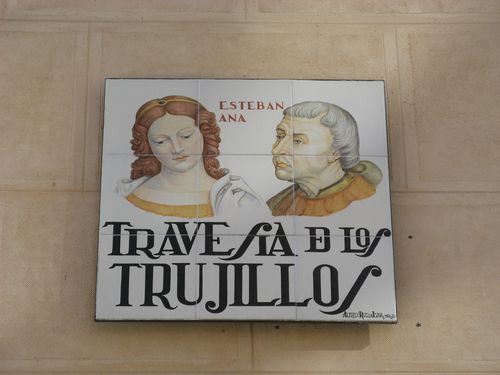 ESTEBAN
ANA
TRAVESIA DE LOS
TRUJILLOS